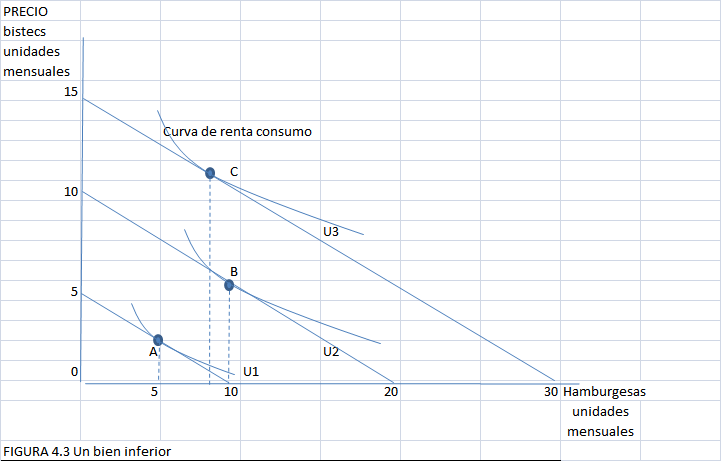 PRECIO
bistecs
unidades
mensuales
15
Curva de renta consumo
C
10
U3
B
5
A
U2
0
U1
5
10
20
30 Hamburgesas
unidades
mensuales
FIGURA 4.3 Un bien inferior